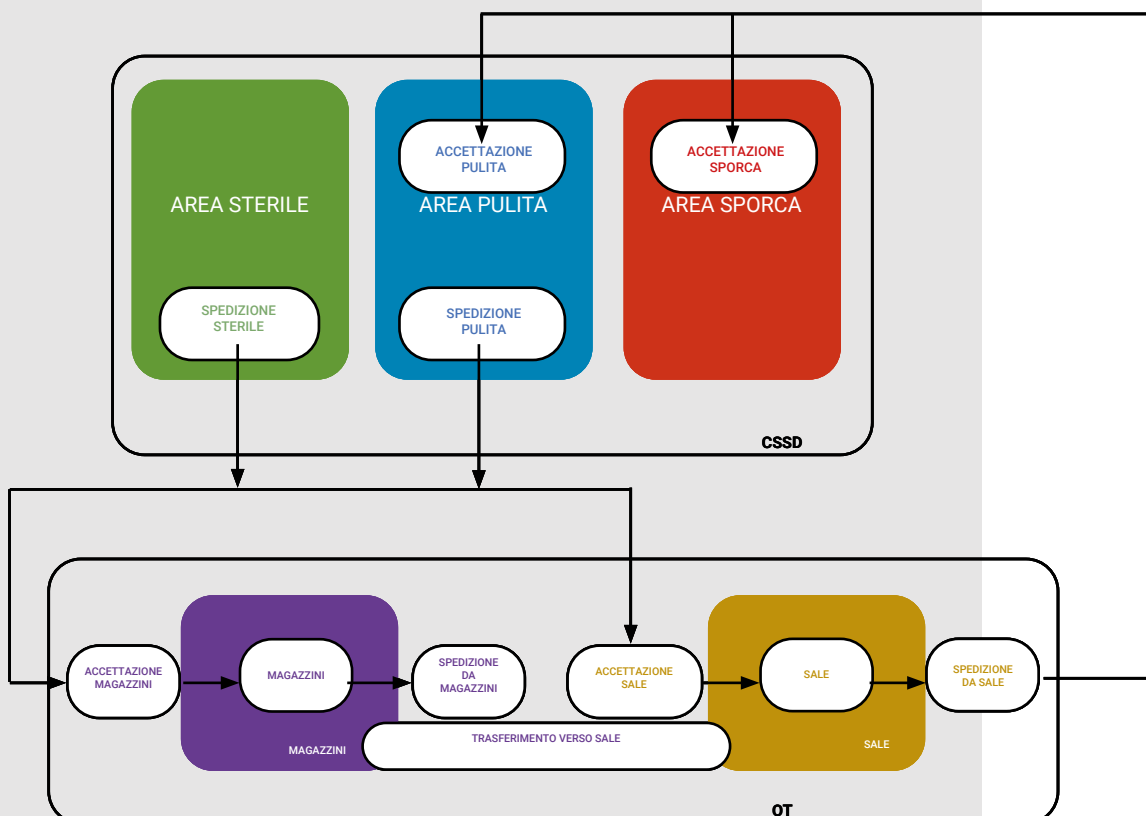 ACCETTAZIONE
PULITA
ACCETTAZIONE
SPORCA
AREA STERILE
AREA PULITA
AREA SPORCA
SPEDIZIONE
STERILE
SPEDIZIONE
PULITA
CSSD
ACCETTAZIONE
MAGAZZINI
MAGAZZINI
SPEDIZIONE
DA
MAGAZZINI
ACCETTAZIONE
SALE
SALE
SPEDIZIONE
DA SALE
MAGAZZINI
TRASFERIMENTO VERSO SALE
SALE
OT